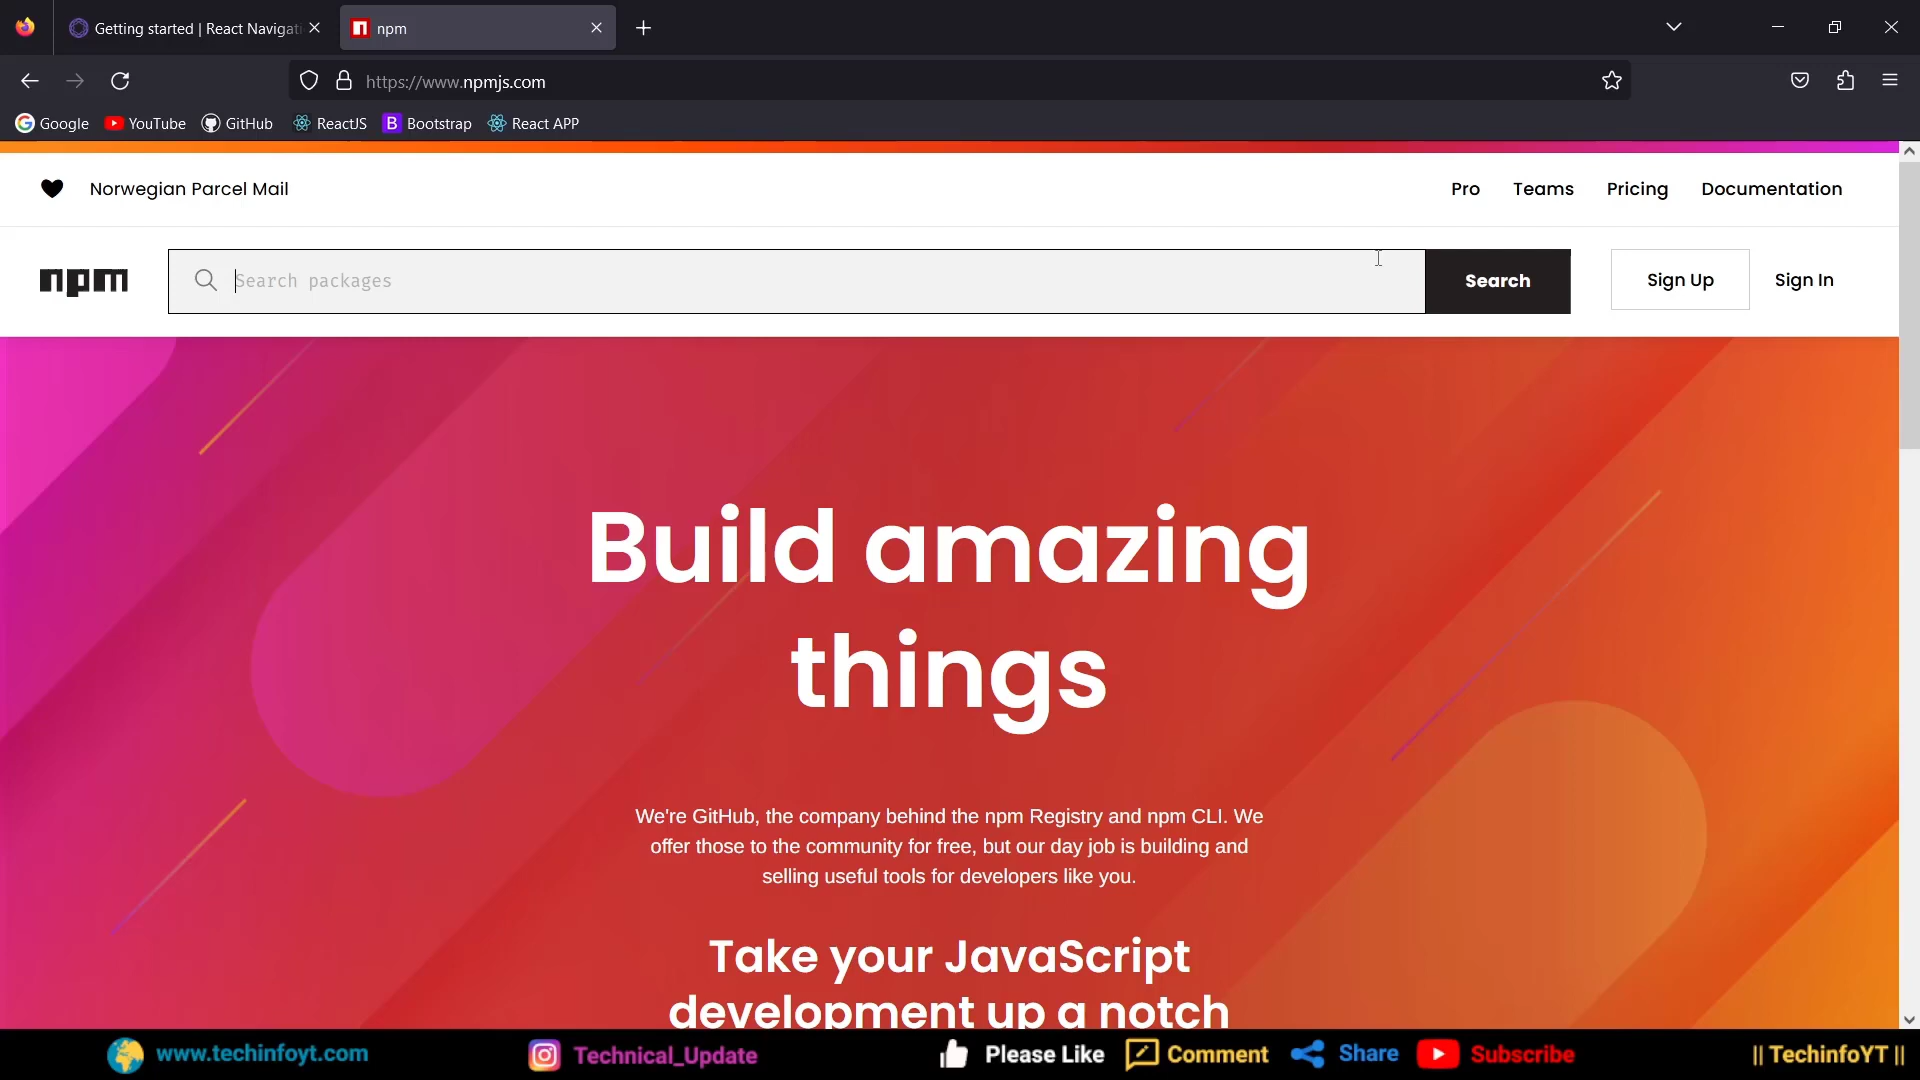 Getting started | React Navigati
npm
https://www.npmjs.com
Google YouTube GitHub ReactJS Bootstrap React APP
Norwegian Parcel Mail
Pro Teams Pricing Documentation
npm
Search packages
Search
Sign Up
Sign In
Build amazing
things
We're GitHub, the company behind the npm Registry and npm CLI. We
offer those to the community for free, but our day job is building and
selling useful tools for developers like you.
Take your JavaScript
development up a notch
www.techinfoyt.com Technical_Update Please Like Comment Share Subscribe || TechinfoYT ||